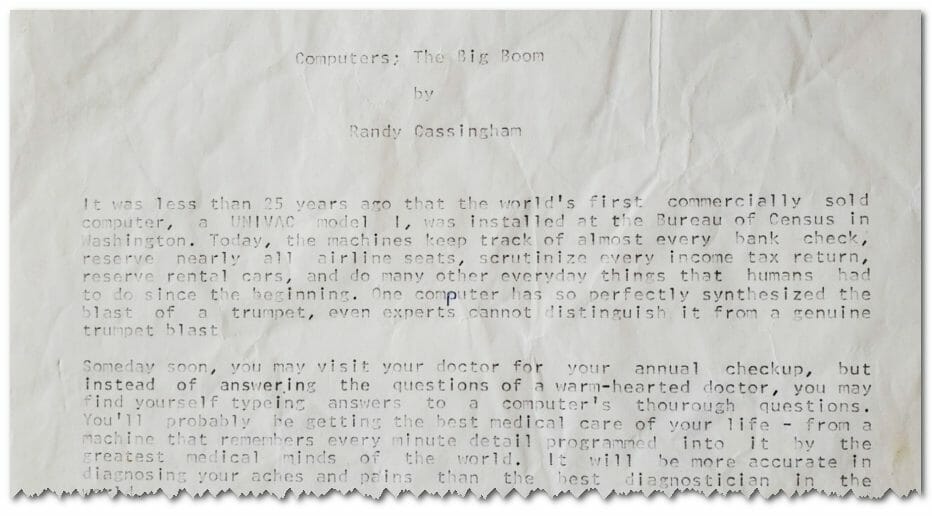 Computers; The Big Boom
by
Randy Cassingham
It was less than 25 years ago that the world's first commercially sold
computer, a UNIVAC model I, was installed at the Bureau of Census in
Washington. Today, the machines keep track of almost every bank check,
reserve nearly all airline seats, scrutinize every income tax return,
reserve rental cars, and do many other everyday things that humans had
to do since the beginning. One computer has so perfectly synthesized the
blast of a trumpet, even experts cannot distinguish it from a genuine
trumpet blast
Someday soon, you may visit your doctor for your annual checkup, but
instead of answering the questions of a warm-hearted doctor, you may
find yourself typeing answers to a computer's thourough questions.
You'll probably be getting the best medical care of your life - from a
machine that remembers every minute detail programmed into it by the
greatest medical minds of the world. It will be more accurate in
diagnosing your aches and pains than the best diagnostician in the